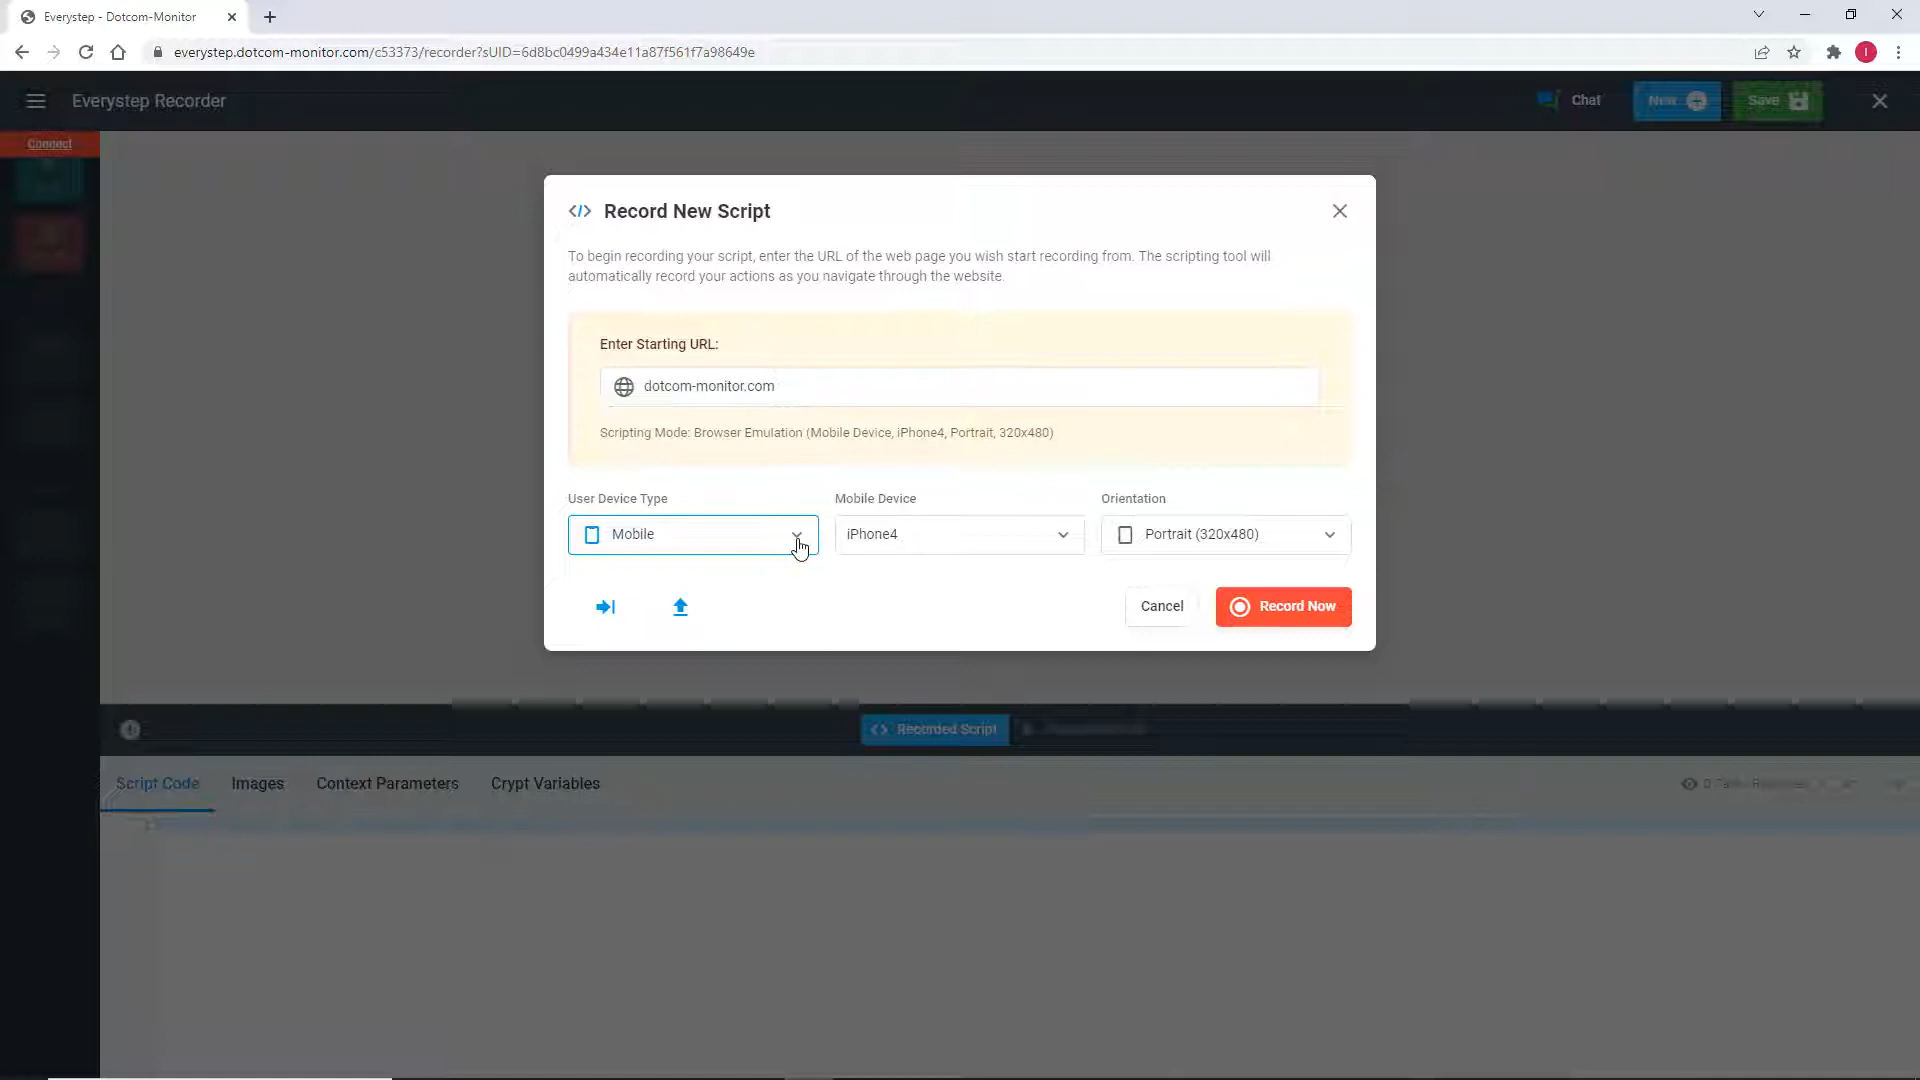 Everystep - Dotcom-Monitor
everystep.dotcom-monitor.com/c53373/recorder?sUID=6d8bc0499a434e11a87f561f7a98649e
I
Everystep Recorder
Chat
New
Save
Connect
Record New Script
To begin recording your script, enter the URL of the web page you wish start recording from. The scripting tool will
automatically record your actions as you navigate through the website.
Enter Starting URL:
dotcom-monitor.com
Scripting Mode: Browser Emulation (Mobile Device, iPhone4, Portrait, 320x480)
User Device Type
Mobile Device
Orientation
Mobile
iPhone4
Portrait (320x480)
Cancel
Record Now
Recorded Script
Script Code
Images
Context Parameters
Crypt Variables